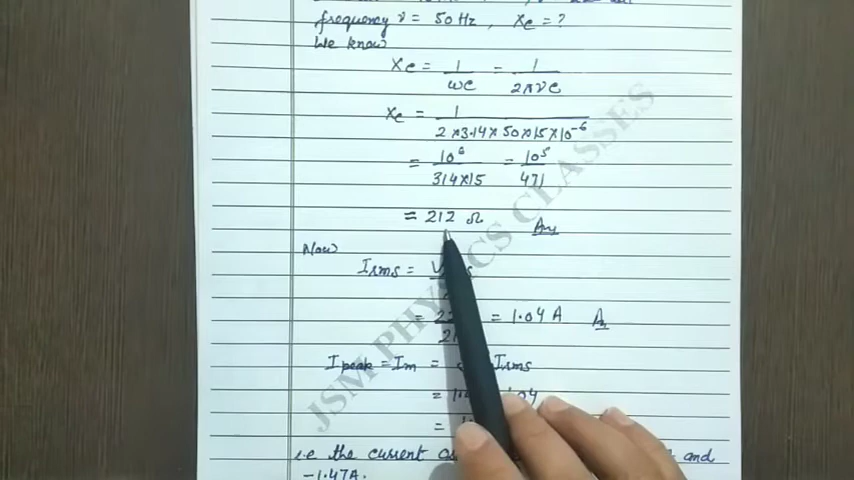 frequency ν = 50 Hz, Xc = ?
We know
Xc = 1/ωC = 1/2πνC
Xc = 1/2×3.14×50×15×10⁻⁶
= 10⁶/314×15 = 10⁵/471
= 212 Ω Ans
Now
Irms =
= = 1.04 A An
I peak = Im = Irms
=
=
i.e the current and
-1.47A.
JSM PHYSICS CLASSES